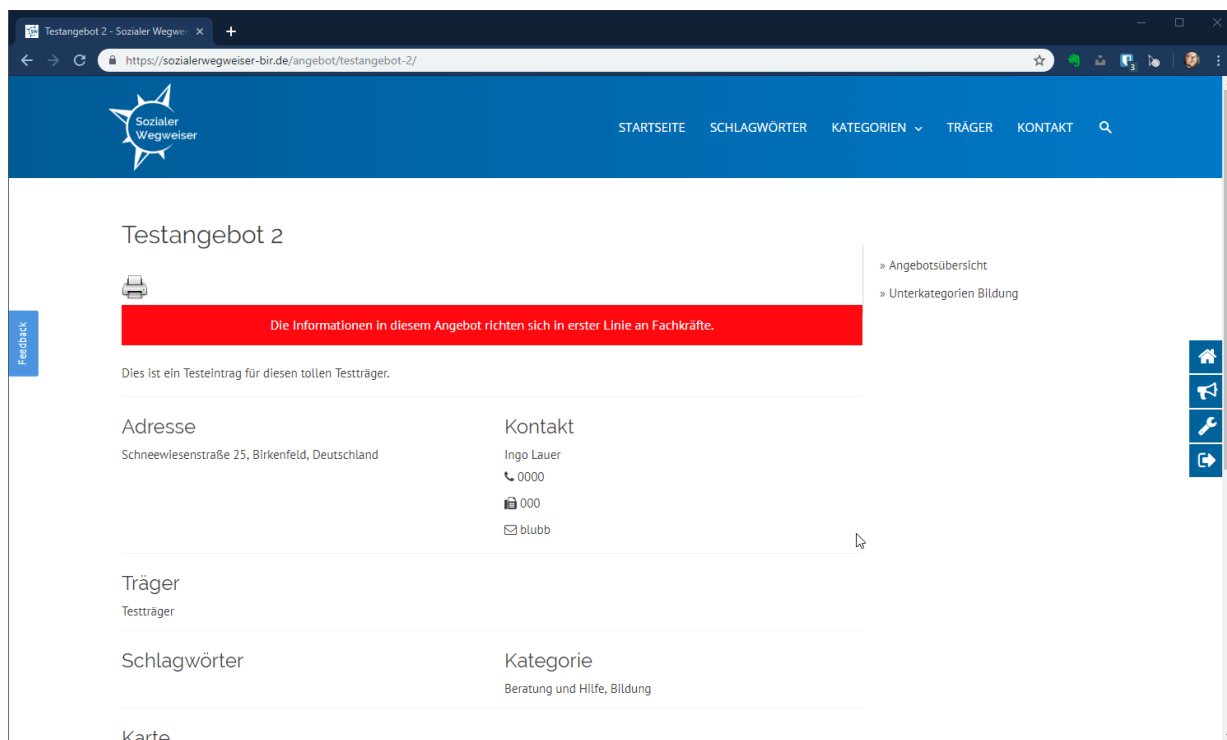 Testangebot 2 - Sozialer Wegwei
https://sozialerwegweiser-bir.de/angebot/testangebot-2/
3
Sozialer
Wegweiser
STARTSEITE SCHLAGWÖRTER KATEGORIEN TRÄGER KONTAKT
Testangebot 2
» Angebotsübersicht
» Unterkategorien Bildung
Die Informationen in diesem Angebot richten sich in erster Linie an Fachkräfte.
Feedback
Dies ist ein Testeintrag für diesen tollen Testträger.
Adresse
Schneewiesenstraße 25, Birkenfeld, Deutschland
Kontakt
Ingo Lauer
0000
000
blubb
Träger
Testträger
Schlagwörter
Kategorie
Beratung und Hilfe, Bildung
Karte